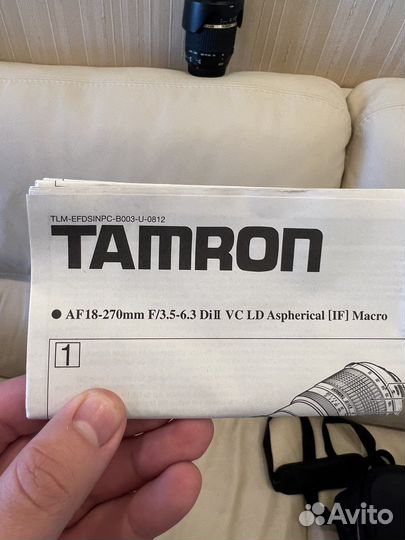 TLM-EFDSINPC-B003-U-0812
TAMRON
● AF18-270mm F/3.5-6.3 DiⅡ VC LD Aspherical [IF] Macro
1
Avito